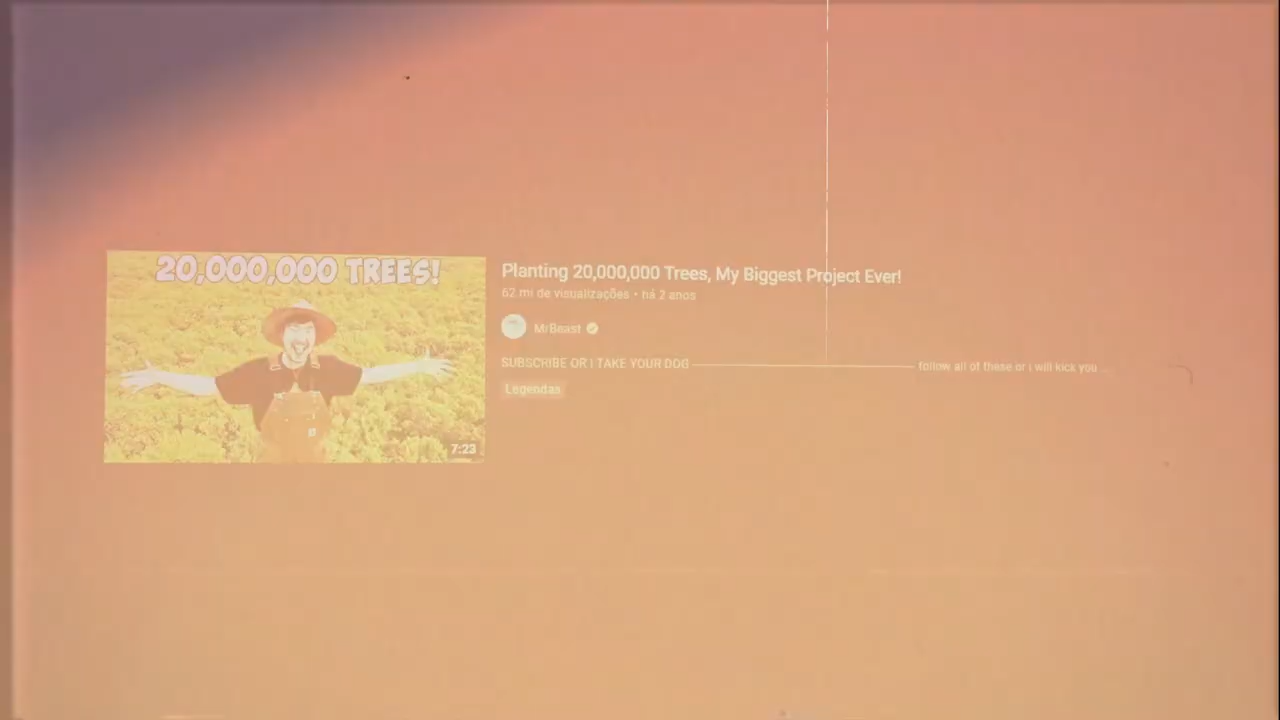 20,000,000 TREES!
7:23
Planting 20,000,000 Trees, My Biggest Project Ever!
62 mi de visualizações • há 2 anos
MrBeast
SUBSCRIBE OR I TAKE YOUR DOG ──────────────── follow all of these or i will kick you ...
Legendas